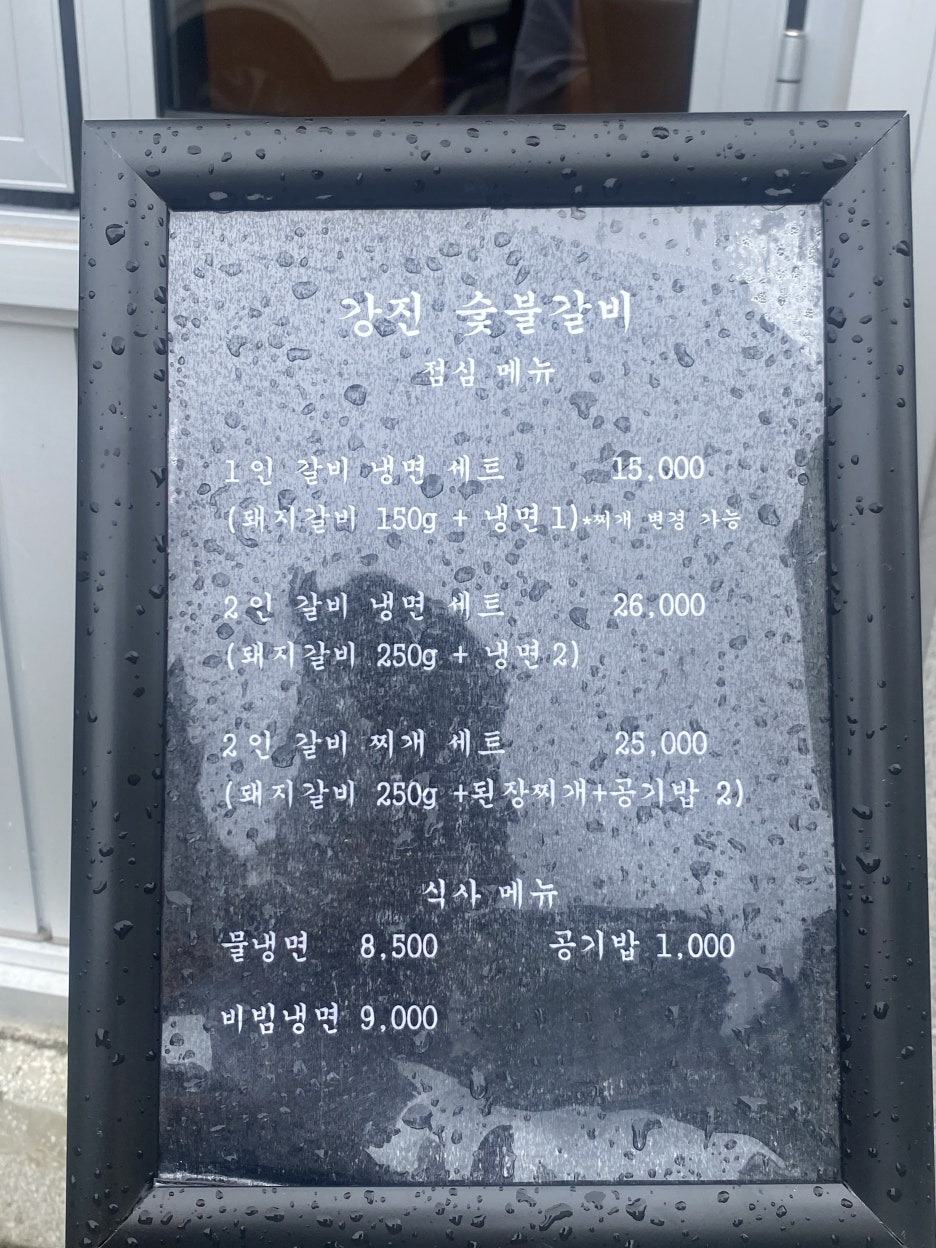 강진 숯불갈비
점심 메뉴
1인 갈비 냉면 세트 15,000
(돼지갈비 150g + 냉면 1)*찌개 변경 가능
2인 갈비 냉면 세트 26,000
(돼지갈비 250g + 냉면 2)
2인 갈비 찌개 세트 25,000
(돼지갈비 250g +된장찌개+공기밥 2)
식사 메뉴
물냉면 8,500 공기밥 1,000
비빔냉면 9,000